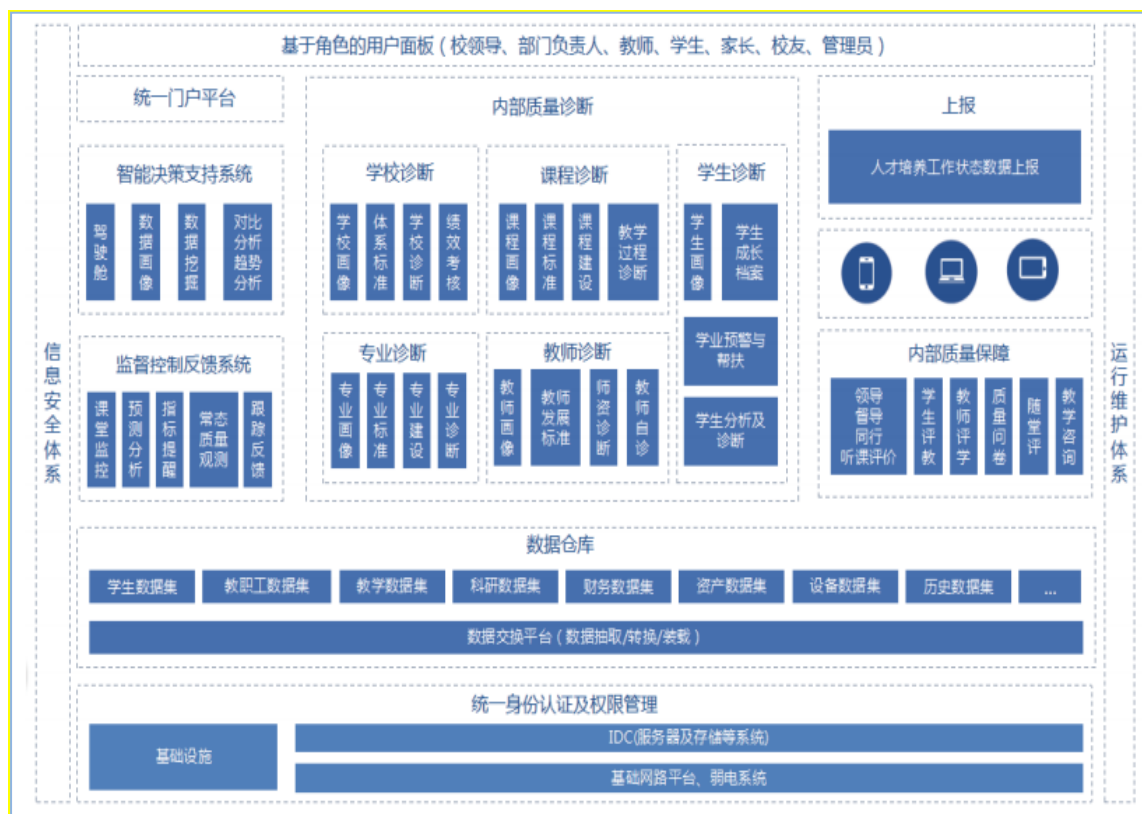 基于角色的用户面板(校领导、部门负责人、教师、学生、家长、校友、管理员)
统一门户平台
智能决策支持系统
驾驶舱
数据画像
数据挖掘
对比
分析
趋势
分析
监督控制反馈系统
课堂监控
预测分析
指标提醒
常态
质量
观测
跟踪反馈
内部质量诊断
学校诊断
学校画像
体系标准
学校诊断
绩效考核
课程诊断
课程画像
课程标准
课程建设
教学
过程
诊断
学生诊断
学生画像
学生
成长
档案
学业预警与
帮扶
学生分析及
诊断
专业诊断
专业画像
专业标准
专业建设
专业诊断
教师诊断
教师画像
教师
发展
标准
师资诊断
教师自诊
上报
人才培养工作状态数据上报
内部质量保障
领导
督导
同行
听课评价
学生评教
教师评学
质量问卷
随堂评
教学咨询
信息安全体系
运行维护体系
数据仓库
学生数据集
教职工数据集
教学数据集
科研数据集
财务数据集
资产数据集
设备数据集
历史数据集
...
数据交换平台(数据抽取/转换/装载)
统一身份认证及权限管理
基础设施
IDC(服务器及存储等系统)
基础网路平台、弱电系统